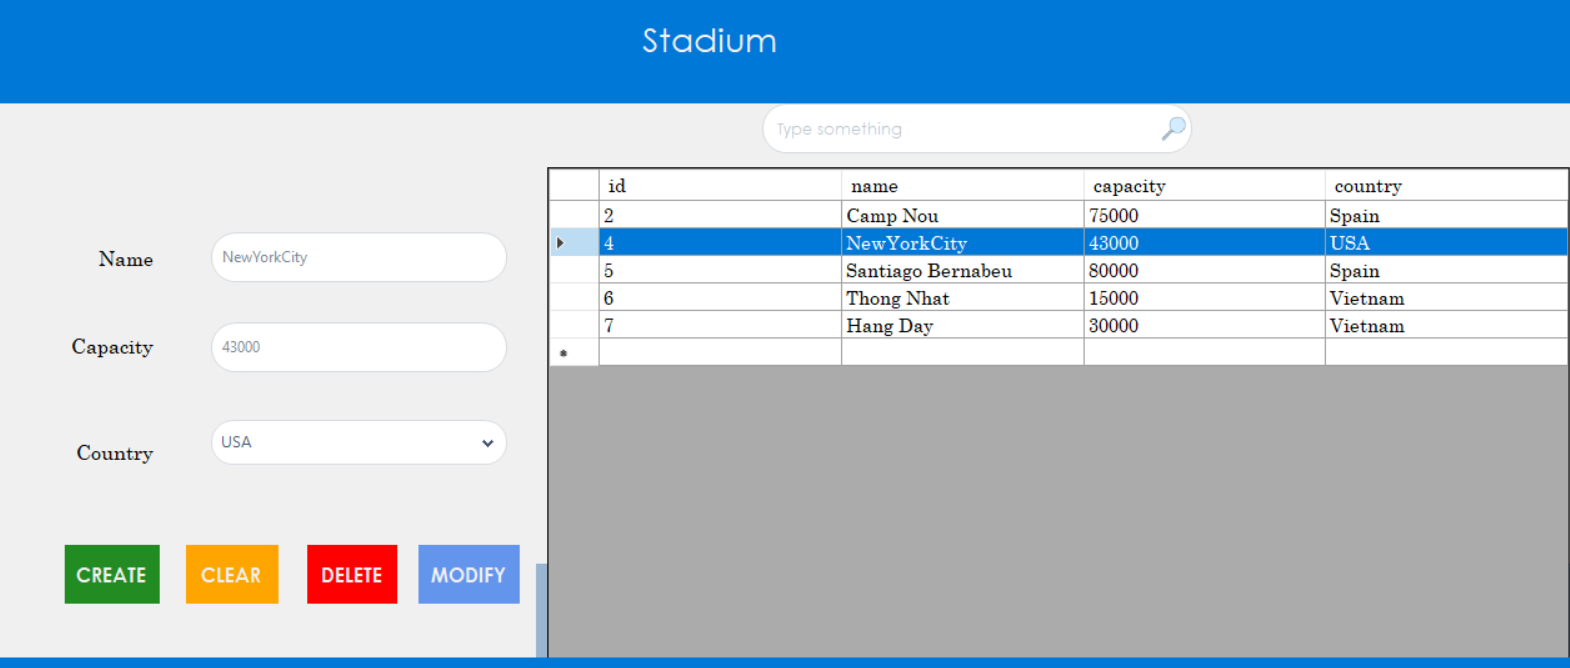 Stadium
Type something
id name capacity country
2 Camp Nou 75000 Spain
4 NewYorkCity 43000 USA
5 Santiago Bernabeu 80000 Spain
6 Thong Nhat 15000 Vietnam
7 Hang Day 30000 Vietnam
Name NewYorkCity
Capacity 43000
Country USA
CREATE CLEAR DELETE MODIFY